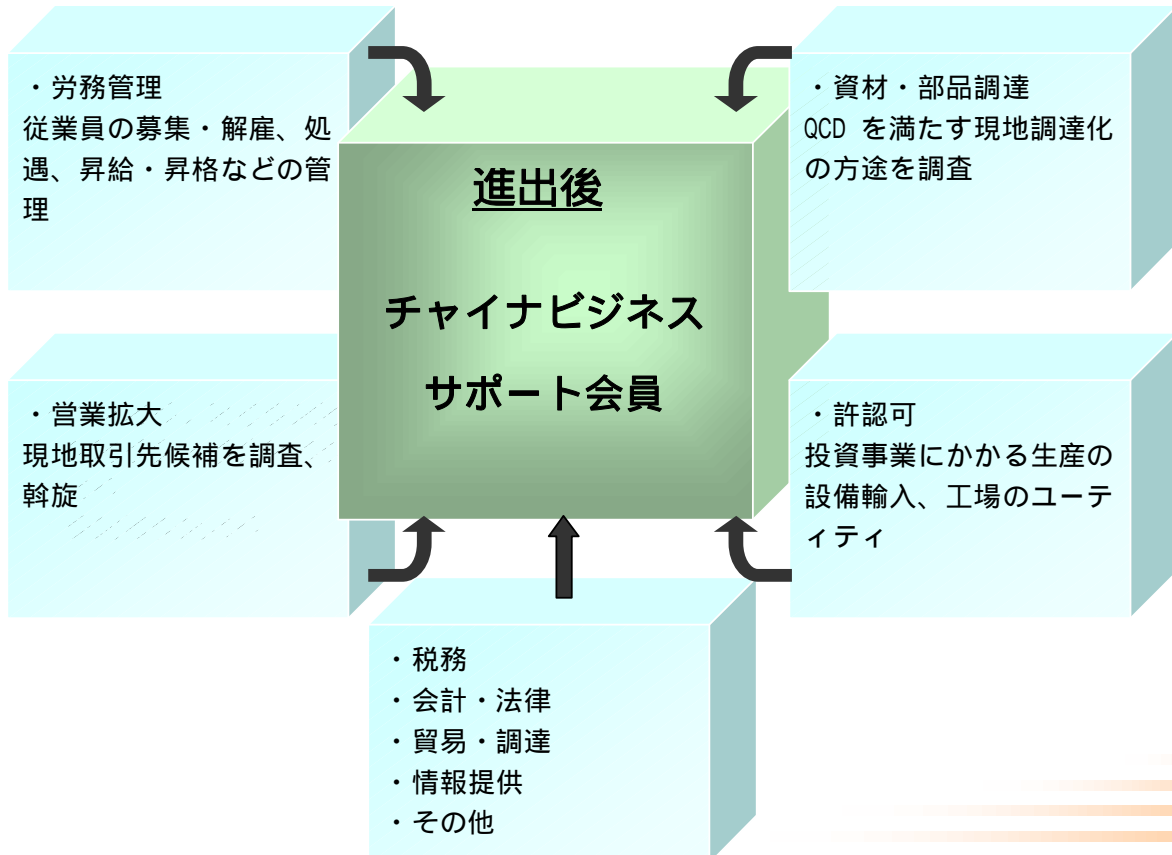 ・労務管理
従業員の募集・解雇、処
遇、昇給・昇格などの管
理
・資材・部品調達
QCD を満たす現地調達化
の方途を調査
進出後
チャイナビジネス
サポート会員
・営業拡大
現地取引先候補を調査、
斡旋
・許認可
投資事業にかかる生産の
設備輸入、工場のユーテ
ィティ
・税務
・会計・法律
・貿易・調達
・情報提供
・その他